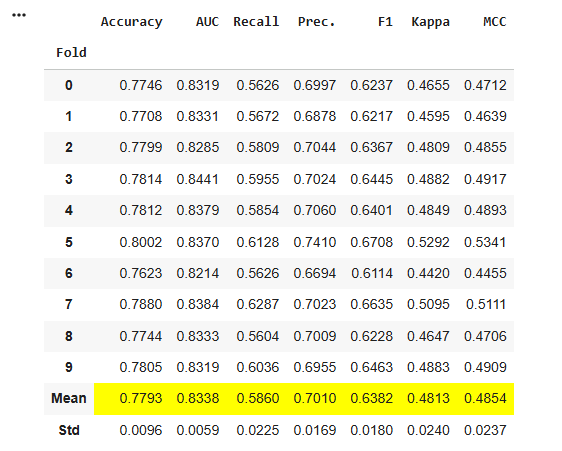 ...
Accuracy AUC Recall Prec. F1 Kappa MCC
Fold
0 0.7746 0.8319 0.5626 0.6997 0.6237 0.4655 0.4712
1 0.7708 0.8331 0.5672 0.6878 0.6217 0.4595 0.4639
2 0.7799 0.8285 0.5809 0.7044 0.6367 0.4809 0.4855
3 0.7814 0.8441 0.5955 0.7024 0.6445 0.4882 0.4917
4 0.7812 0.8379 0.5854 0.7060 0.6401 0.4849 0.4893
5 0.8002 0.8370 0.6128 0.7410 0.6708 0.5292 0.5341
6 0.7623 0.8214 0.5626 0.6694 0.6114 0.4420 0.4455
7 0.7880 0.8384 0.6287 0.7023 0.6635 0.5095 0.5111
8 0.7744 0.8333 0.5604 0.7009 0.6228 0.4647 0.4706
9 0.7805 0.8319 0.6036 0.6955 0.6463 0.4883 0.4909
Mean 0.7793 0.8338 0.5860 0.7010 0.6382 0.4813 0.4854
Std 0.0096 0.0059 0.0225 0.0169 0.0180 0.0240 0.0237